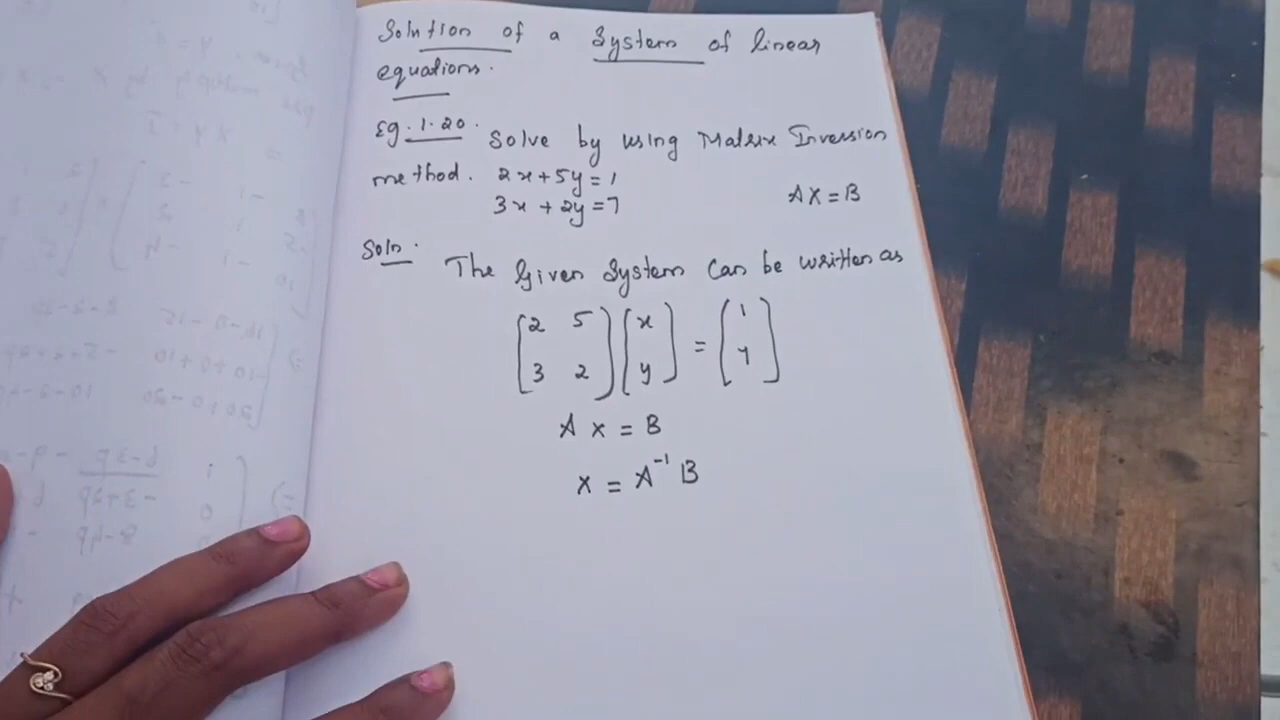 Solution of a System of linear
equations.
Eg. 1.20. Solve by using Matrix Inversion
method. 2x+5y=1
3x+2y=7 AX=B
Soln. The Given System can be written as
[2 5] [x] = [1]
[3 2] [y] [7]
A X = B
X = A⁻¹ B